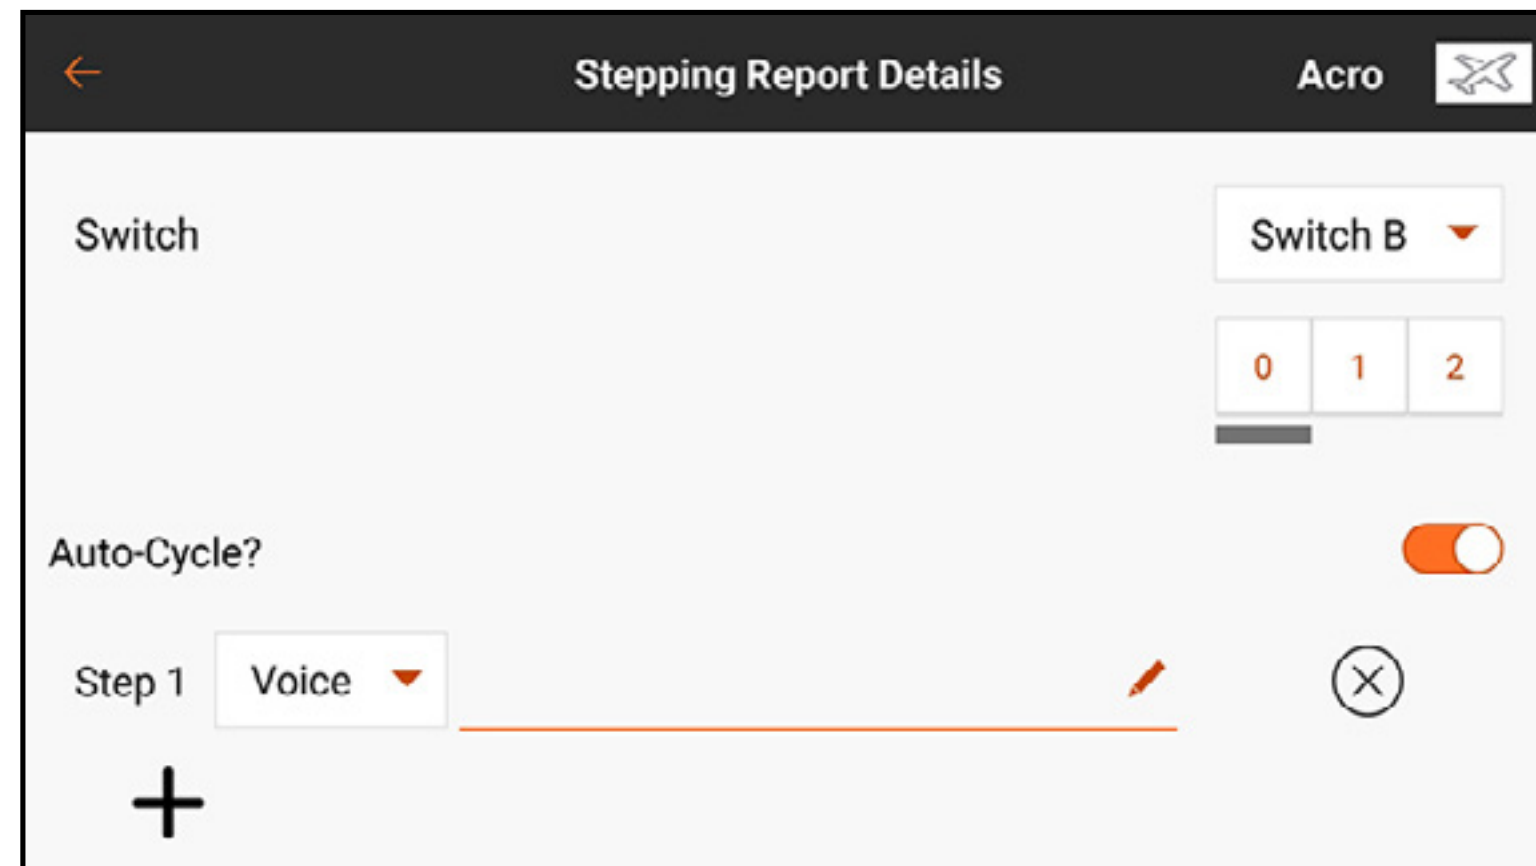 Stepping Report Details Acro
Switch Switch B
0 1 2
Auto-Cycle?
Step 1 Voice